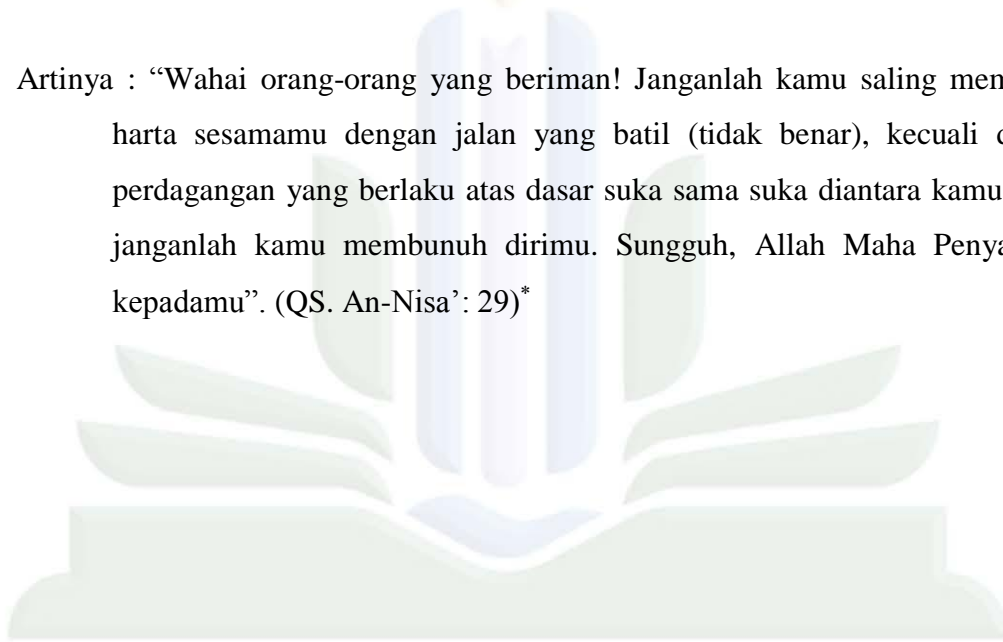 Artinya : “Wahai orang-orang yang beriman! Janganlah kamu saling
harta sesamamu dengan jalan yang batil (tidak benar), kecuali
perdagangan yang berlaku atas dasar suka sama suka diantara kamu
janganlah kamu membunuh dirimu. Sungguh, Allah Maha
kepadamu”. (QS. An-Nisa’: 29)*